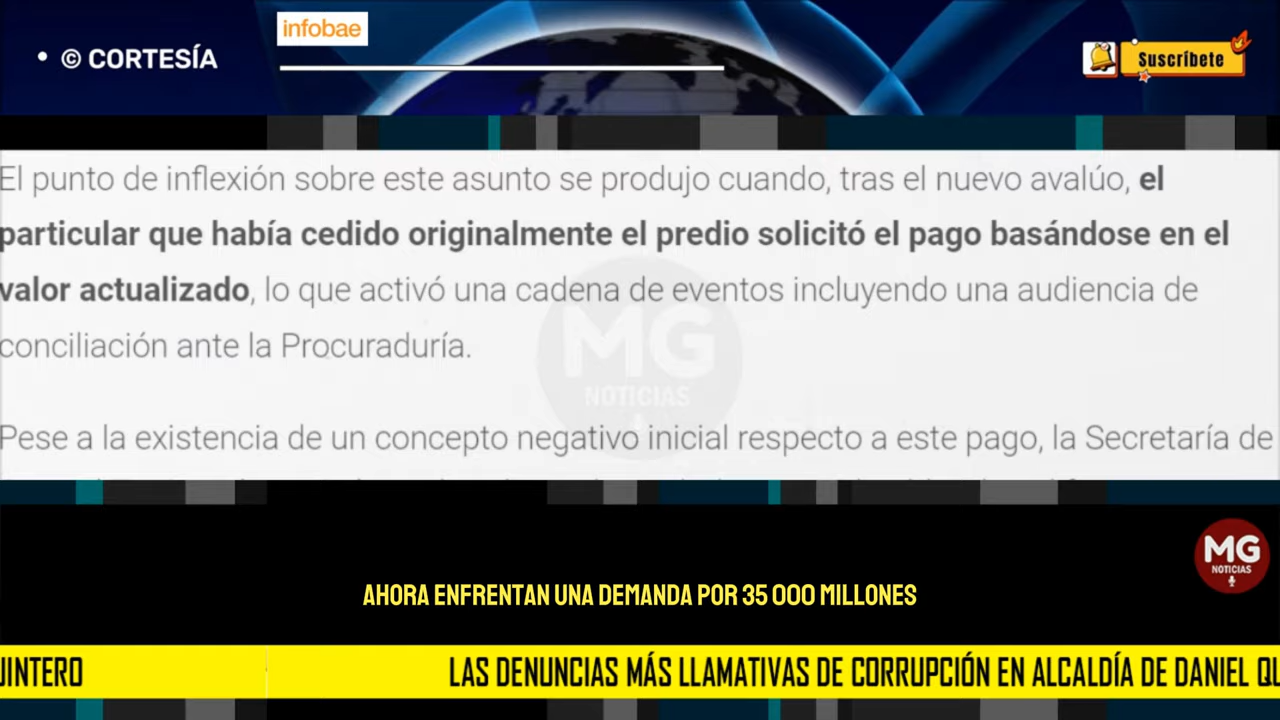 infobae
• © CORTESÍA
Suscríbete
El punto de inflexión sobre este asunto se produjo cuando, tras el nuevo avalúo, el
particular que había cedido originalmente el predio solicitó el pago basándose en el
valor actualizado, lo que activó una cadena de eventos incluyendo una audiencia de
conciliación ante la Procuraduría.
MG
NOTICIAS
Pese a la existencia de un concepto negativo inicial respecto a este pago, la Secretaría de
MG
NOTICIAS
AHORA ENFRENTAN UNA DEMANDA POR 35 000 MILLONES
UINTERO
LAS DENUNCIAS MÁS LLAMATIVAS DE CORRUPCIÓN EN ALCALDÍA DE DANIEL QU